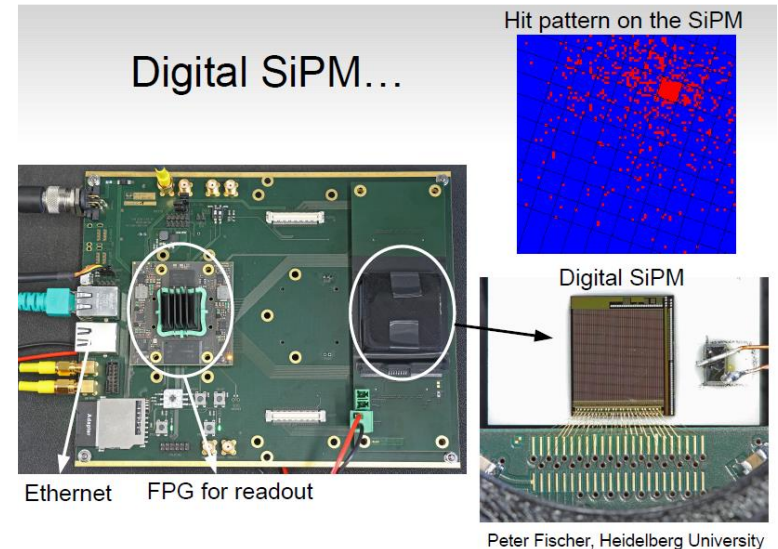 Hit pattern on the SiPM
Digital SiPM...
Digital SiPM
Ethernet
FPG for readout
Peter Fischer, Heidelberg University